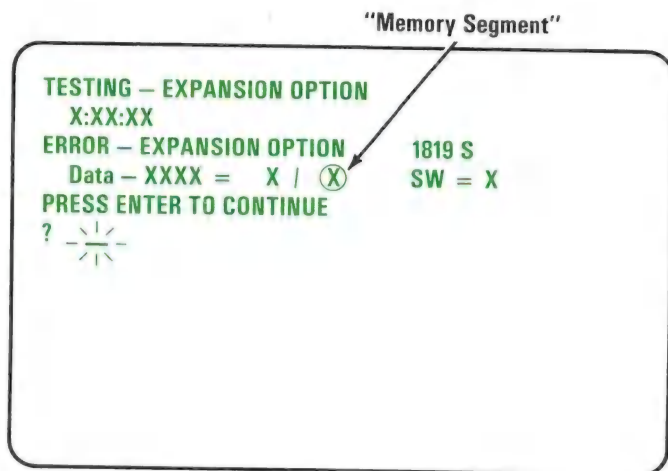 "Memory Segment"
TESTING – EXPANSION OPTION
X:XX:XX
ERROR – EXPANSION OPTION 1819 S
Data – XXXX = X / X SW = X
PRESS ENTER TO CONTINUE
? _